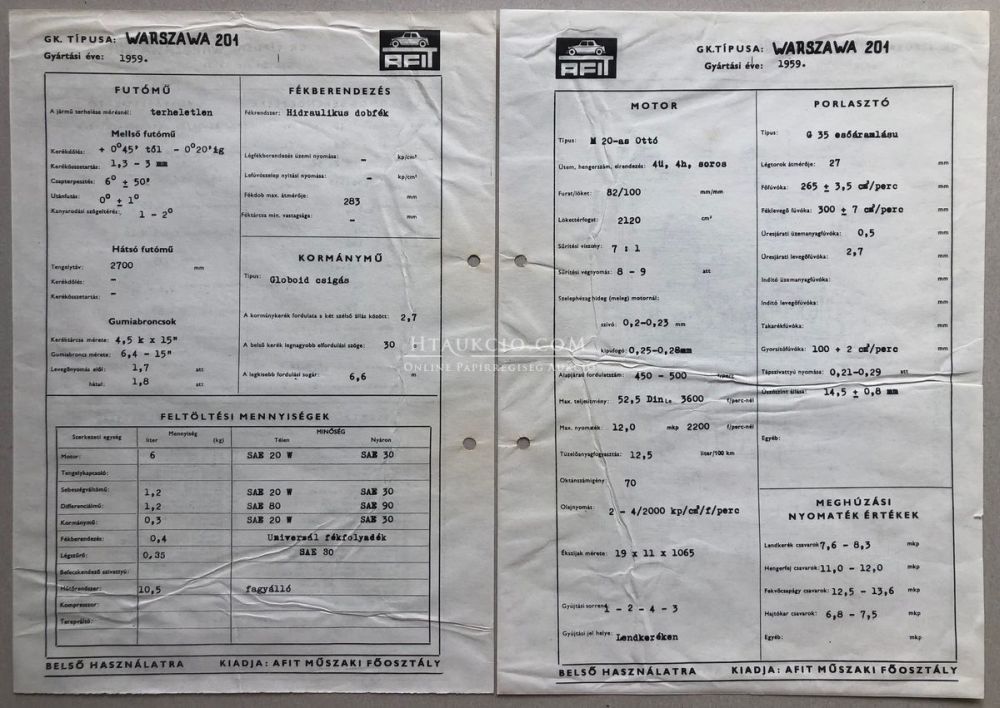 GK. TÍPUSA: WARSZAWA 201
Gyártási éve: 1959.
AFIT
FUTÓMŰ
A jármű terhelése mérésnél: terheletlen
Mellső futómű
Kerékdőlés: + 0°45' től - 0°20'ig
Kerékösszetartás: 1,3 - 3 mm
Csapterpesztés: 6° ± 50'
Utánfutás: 0° ± 1°
Kanyarodási szögeltérés: 1 - 2°
Hátsó futómű
Tengelytáv: 2700 mm
Kerékdőlés: -
Kerékösszetartás: -
Gumiabroncsok
Keréktárcsa mérete: 4,5 k x 15"
Gumiabroncs mérete: 6,4 - 15"
Levegőnyomás elöl: 1,7 att
hátul: 1,8 att
FÉKBERENDEZÉS
Fékrendszer: Hidraulikus dobfék
Légfékberendezés üzemi nyomása: - kp/cm²
Lefúvószelep nyitási nyomása: - kp/cm²
Fékdob max. átmérője: 283 mm
Féktárcsa min. vastagsága: - mm
KORMÁNYMŰ
Típus: Globoid csigás
A kormánykerék fordulata a két szélső állás között: 2,7
A belső kerék legnagyobb elfordulási szöge: 30
A legkisebb fordulási sugár: 6,6 m
FELTÖLTÉSI MENNYISÉGEK
Szerkezeti egység Mennyiség liter (kg) MINŐSÉG Télen Nyáron
Motor: 6 SAE 20 W SAE 30
Tengelykapcsoló:
Sebességváltómű: 1,2 SAE 20 W SAE 30
Differenciálmű: 1,2 SAE 80 SAE 90
Kormánymű: 0,3 SAE 20 W SAE 30
Fékberendezés: 0,4 Univerzál fékfolyadék
Légszűrő: 0,35 SAE 30
Befecskendező szivattyú:
Hűtőrendszer: 10,5 fagyálló
Kompresszor:
Terepváltó:
BELSŐ HASZNÁLATRA KIADJA: AFIT MŰSZAKI FŐOSZTÁLY
AFIT
GK.TÍPUSA: WARSZAWA 201
Gyártási éve: 1959.
MOTOR
Típus: M 20-as Ottó
Ütem, hengerszám, elrendezés: 4ü, 4h, soros
Furat/löket: 82/100 mm/mm
Lökettérfogat: 2120 cm³
Sűrítési viszony: 7 : 1
Sűrítési végnyomás: 8 - 9 att
Szelephézag hideg (meleg) motornál:
szívó: 0,2-0,23 mm
kipufogó: 0,25-0,28mm
Alapjárati fordulatszám: 450 - 500 f/perc
Max. teljesítmény: 52,5 Din Le 3600 f/perc-nél
Max. nyomaték: 12,0 mkp 2200 f/perc-nél
Tüzelőanyagfogyasztás: 12,5 liter/100 km
Oktánszámigény: 70
Olajnyomás: 2 - 4/2000 kp/cm²/f/perc
Ékszíjak mérete: 19 x 11 x 1065
Gyújtási sorrend: 1 - 2 - 4 - 3
Gyújtási jel helye: Lendkeréken
PORLASZTÓ
Típus: G 35 esőáramlásu
Légtorok átmérője: 27 mm
Főfúvóka: 265 ± 3,5 cm³/perc mm
Féklevegő fúvóka: 300 ± 7 cm³/perc mm
Üresjárati üzemanyagfúvóka: 0,5 mm
Üresjárati levegőfúvóka: 2,7 mm
Indító üzemanyagfúvóka: mm
Indító levegőfúvóka: mm
Takarékfúvóka: mm
Gyorsítófúvóka: 100 + 2 cm³/perc mm
Tápszivattyú nyomása: 0,21-0,29 att
Úszószint állása: 14,5 ± 0,8 mm
Egyéb:
MEGHÚZÁSI
NYOMATÉK ÉRTÉKEK
Lendkerék csavarok: 7,6 - 8,3 mkp
Hengerfej csavarok: 11,0 - 12,0 mkp
Fekvőcsapágy csavarok: 12,5 - 13,6 mkp
Hajtókar csavarok: 6,8 - 7,5 mkp
Egyéb: mkp
BELSŐ HASZNÁLATRA KIADJA: AFIT MŰSZAKI FŐOSZTÁLY
HTAUKCIO.COM
ONLINE PAPÍRRÉGISÉG AUKCIÓ